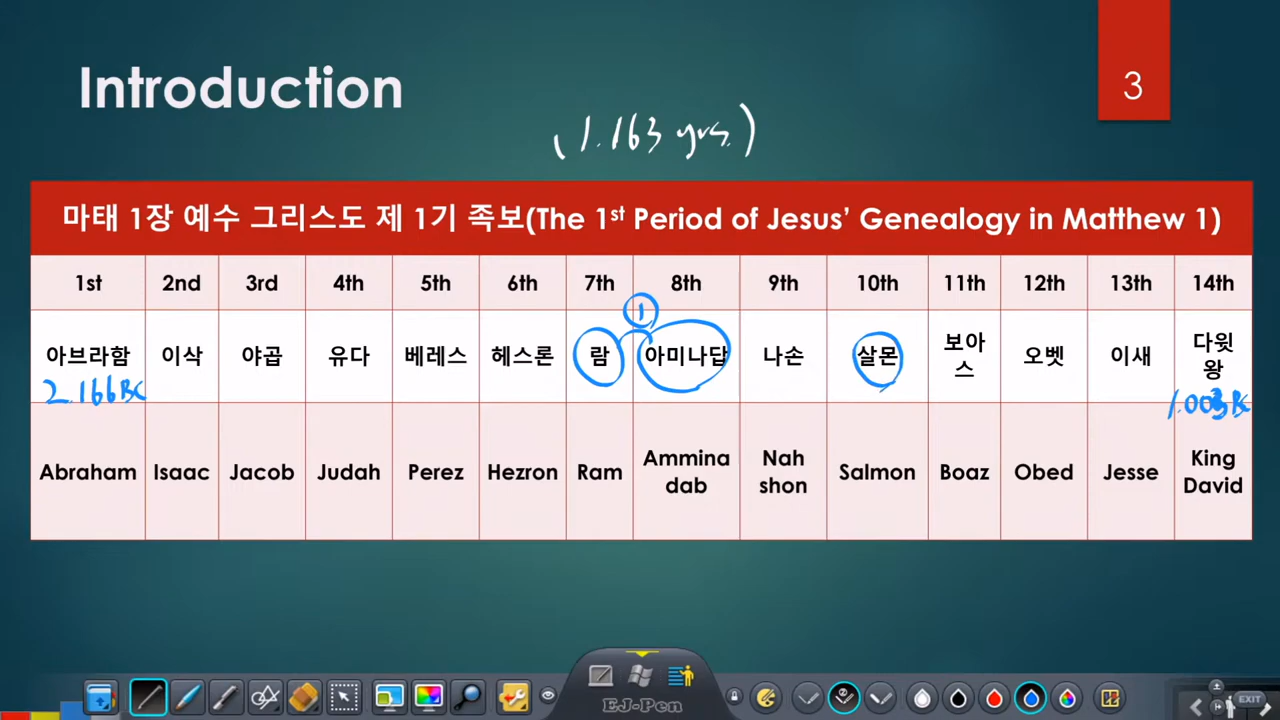 Introduction
3
(1.163 yrs.)
마태 1장 예수 그리스도 제 1기 족보(The 1st Period of Jesus’ Genealogy in Matthew 1)
1st 2nd 3rd 4th 5th 6th 7th 8th 9th 10th 11th 12th 13th 14th
1
아브라함 이삭 야곱 유다 베레스 헤스론 람 아미나답 나손 살몬 보아스 오벳 이새 다윗왕
2.166BC 1.003BC
Abraham Isaac Jacob Judah Perez Hezron Ram Amminadab Nahshon Salmon Boaz Obed Jesse King David
EJ-Pen
EXIT